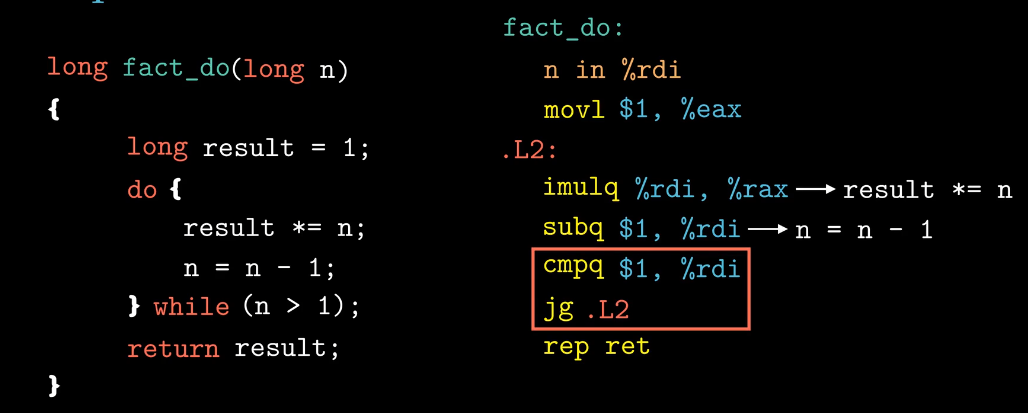 long fact_do(long n)
{
long result = 1;
do {
result *= n;
n = n - 1;
} while (n > 1);
return result;
}
fact_do:
n in %rdi
movl $1, %eax
.L2:
imulq %rdi, %rax → result *= n
subq $1, %rdi → n = n - 1
cmpq $1, %rdi
jg .L2
rep ret